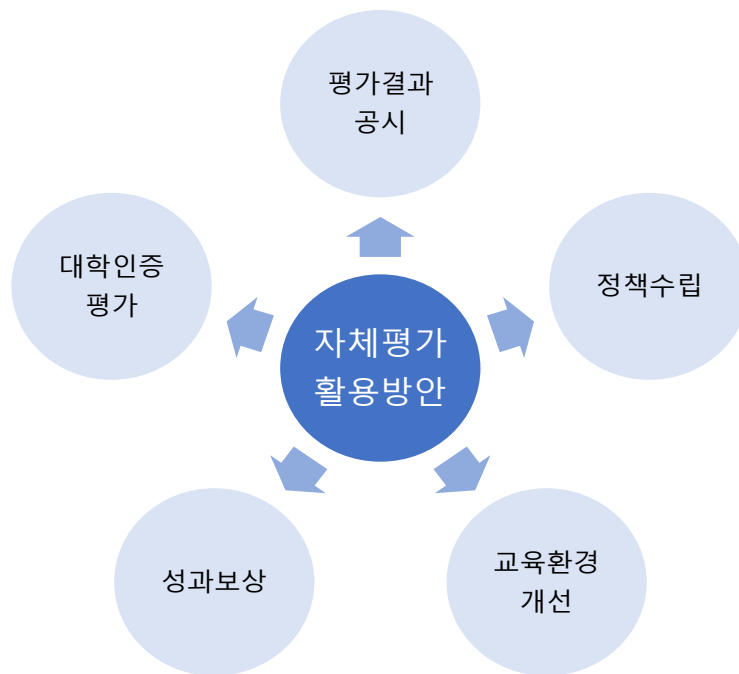 평가결과
공시
대학인증
평가
정책수립
자체평가
활용방안
성과보상
교육환경
개선